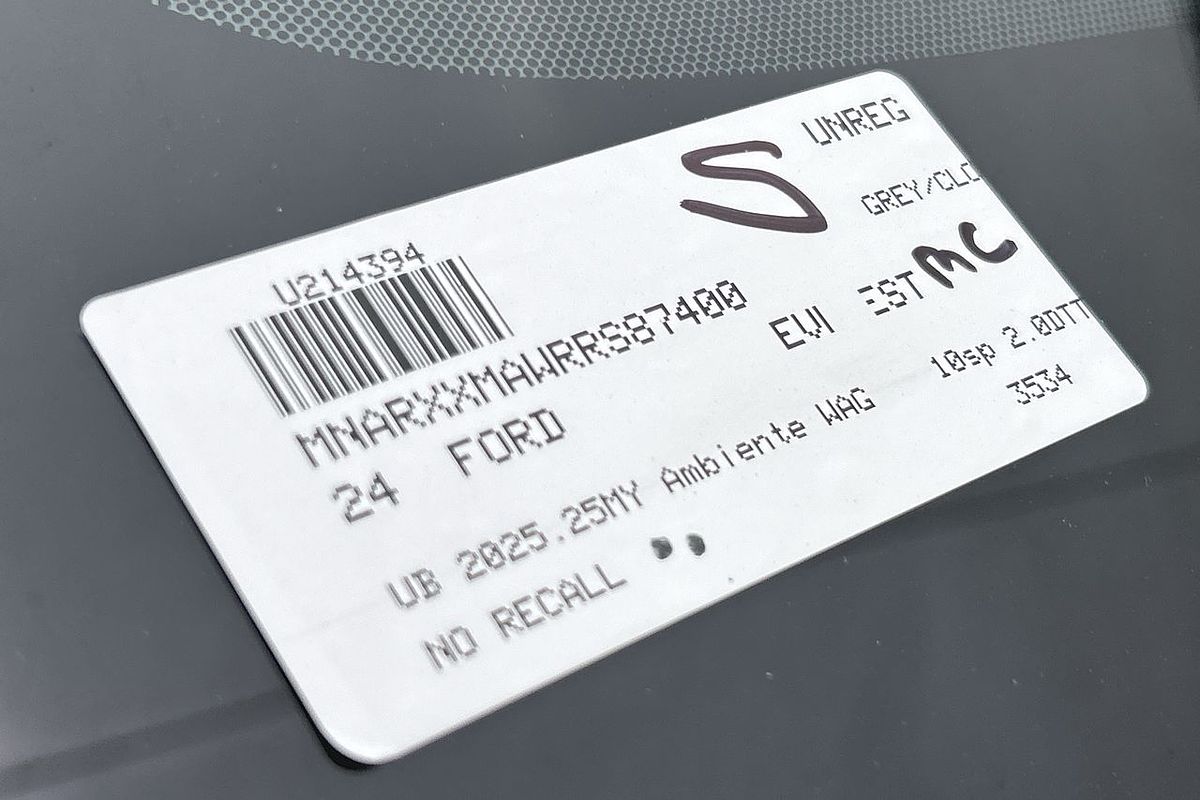 S UNREG
U214394 GREY/CLO
MNARXXMAWRRS87400 EVI EST MC
24 FORD
UB 2025.25MY Ambiente WAG 10sp 2.0DTT
NO RECALL 3534